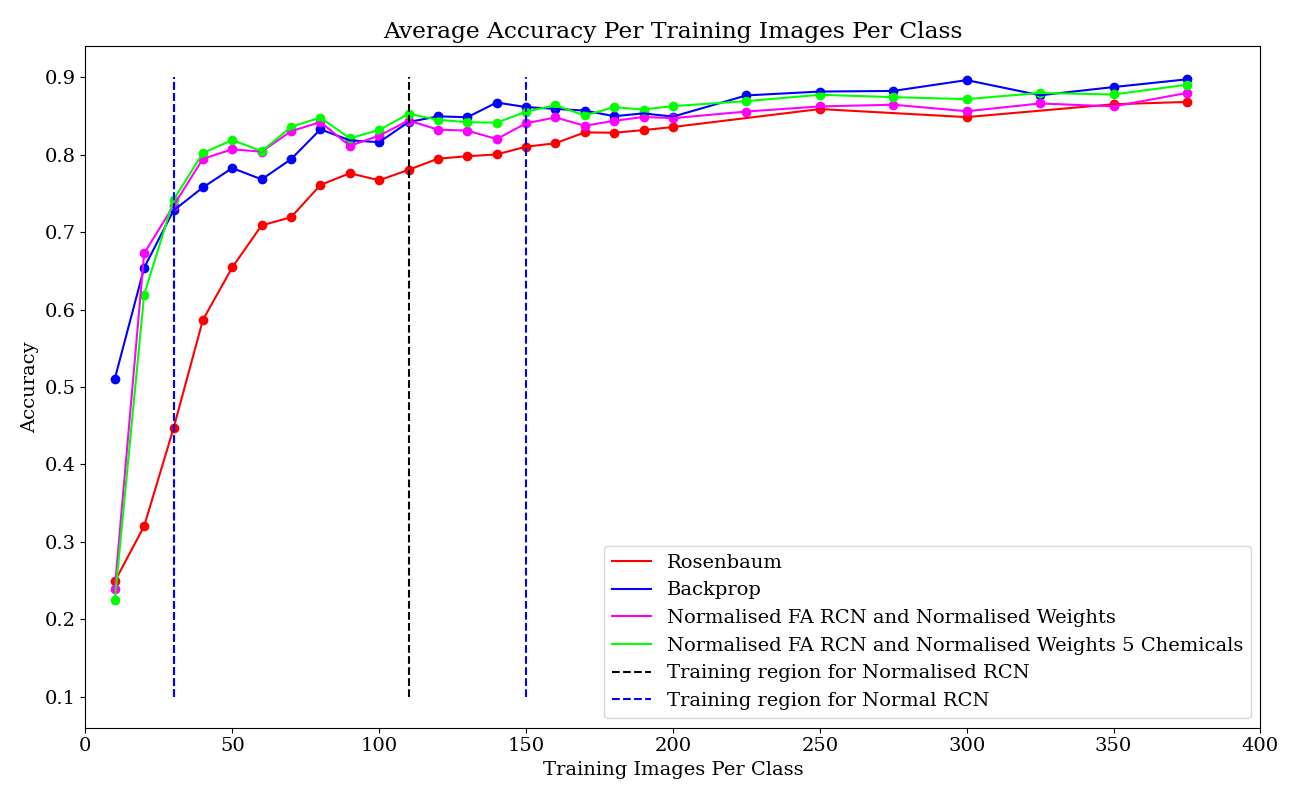 Average Accuracy Per Training Images Per Class
Accuracy
0.9
0.8
0.7
0.6
0.5
0.4
0.3
0.2
0.1
Rosenbaum
Backprop
Normalised FA RCN and Normalised Weights
Normalised FA RCN and Normalised Weights 5 Chemicals
Training region for Normalised RCN
Training region for Normal RCN
0 50 100 150 200 250 300 350 400
Training Images Per Class